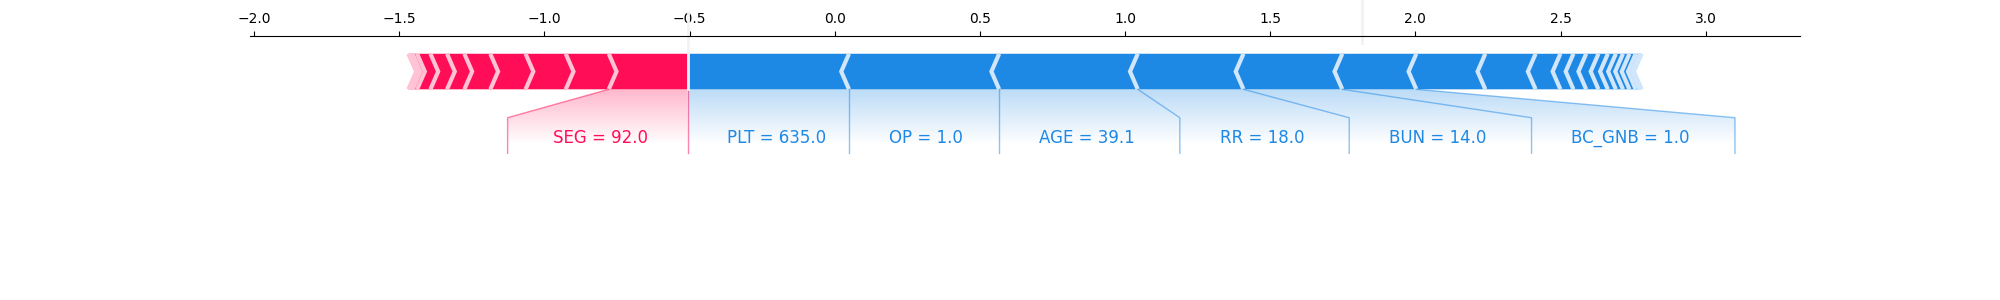 −2.0 −1.5 −1.0 −0.5 0.0 0.5 1.0 1.5 2.0 2.5 3.0
SEG = 92.0 PLT = 635.0 OP = 1.0 AGE = 39.1 RR = 18.0 BUN = 14.0 BC_GNB = 1.0